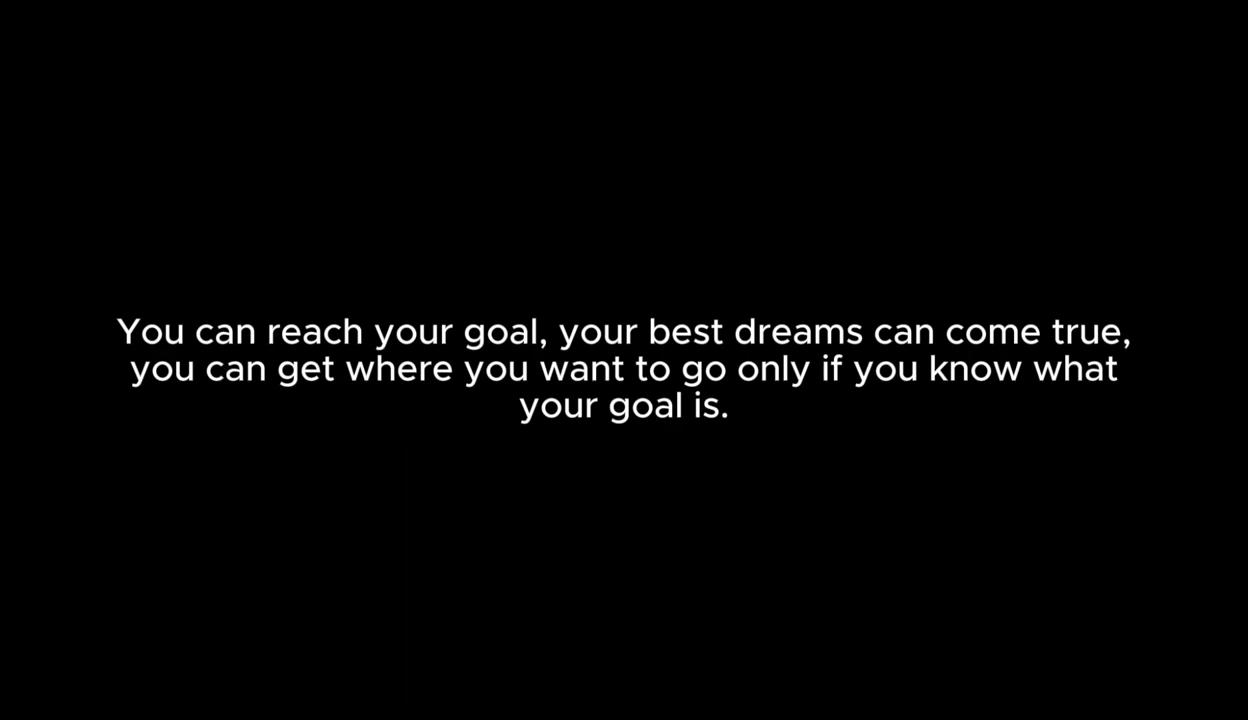 You can reach your goal, your best dreams can come true,
you can get where you want to go only if you know what
your goal is.